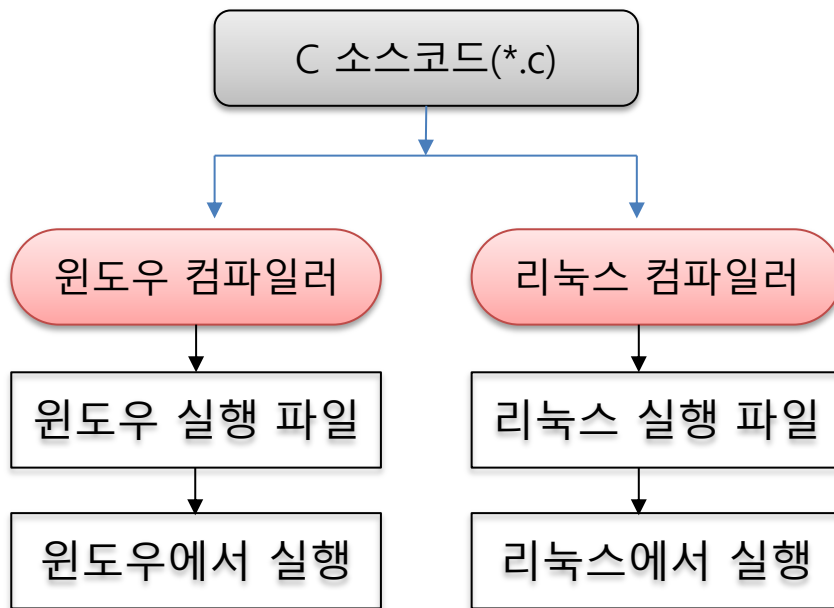 C 소스코드(*.c)
윈도우 컴파일러
리눅스 컴파일러
윈도우 실행 파일
리눅스 실행 파일
윈도우에서 실행
리눅스에서 실행